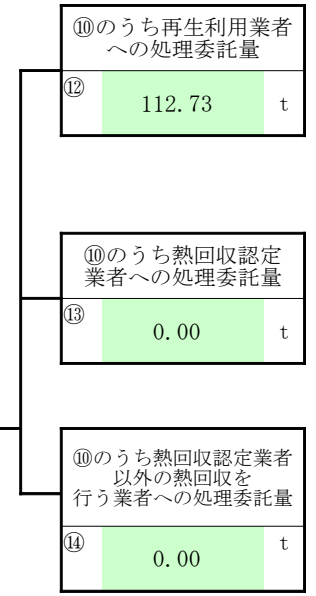 ⑩のうち再生利用業者
への処理委託量
⑫ 112.73 t
⑩のうち熱回収認定
業者への処理委託量
⑬ 0.00 t
⑩のうち熱回収認定業者
以外の熱回収を
行う業者への処理委託量
⑭ 0.00 t